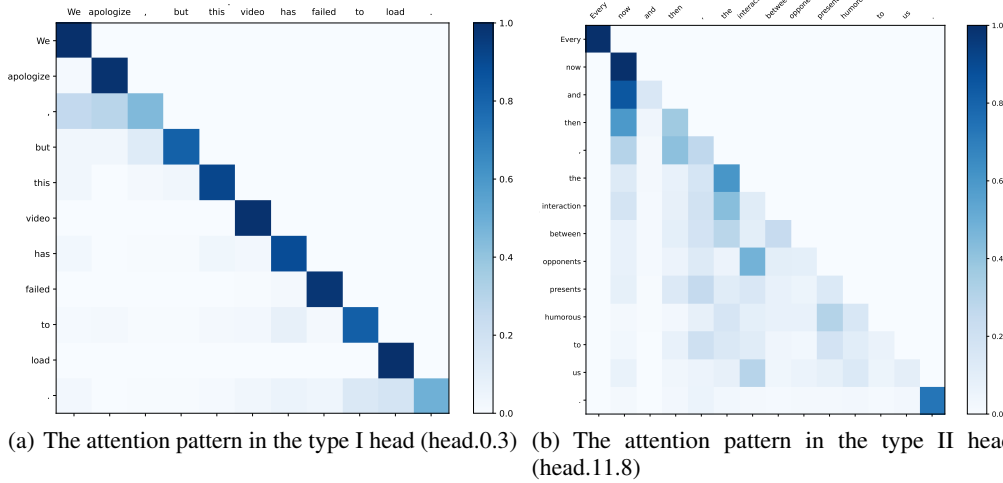 We apologize , but this video has failed to load .
We
apologize
,
but
this
video
has
failed
to
load
.
1.0
0.8
0.6
0.4
0.2
0.0
(a) The attention pattern in the type I head (head.0.3)
Every now and then , the to us .
Every
now
and
then
,
the
interaction
between
opponents
presents
humorous
to
us
.
1.0
0.8
0.6
0.4
0.2
0.0
(b) The attention pattern in the type II
(head.11.8)